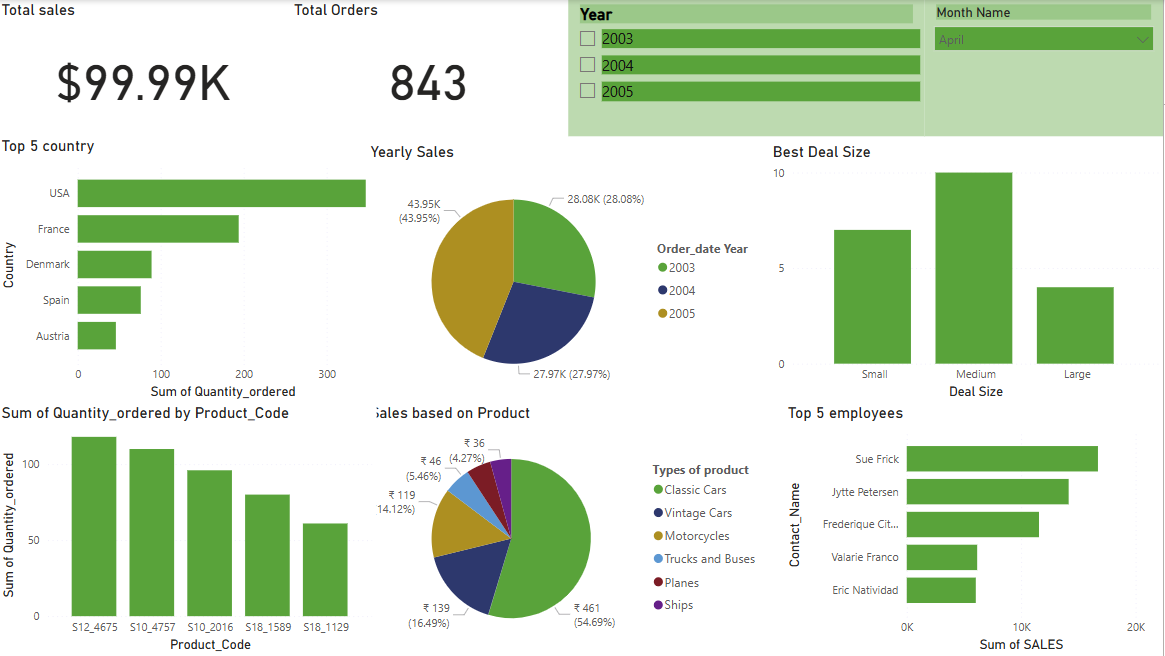 Total sales
$99.99K
Total Orders
843
Year
2003
2004
2005
Month Name
April
Top 5 country
Country
USA
France
Denmark
Spain
Austria
0
100
200
300
Sum of Quantity_ordered
Yearly Sales
43.95K
(43.95%)
28.08K (28.08%)
27.97K (27.97%)
Order_date Year
2003
2004
2005
Best Deal Size
10
5
0
Small
Medium
Large
Deal Size
Sum of Quantity_ordered by Product_Code
Sum of Quantity_ordered
100
50
0
S12_4675
S10_4757
S10_2016
S18_1589
S18_1129
Product_Code
Sales based on Product
₹ 36
(4.27%)
₹ 46
(5.46%)
₹ 119
14.12%)
₹ 139
(16.49%)
₹ 461
(54.69%)
Types of product
Classic Cars
Vintage Cars
Motorcycles
Trucks and Buses
Planes
Ships
Top 5 employees
Contact_Name
Sue Frick
Jytte Petersen
Frederique Cit...
Valarie Franco
Eric Natividad
0K
10K
20K
Sum of SALES